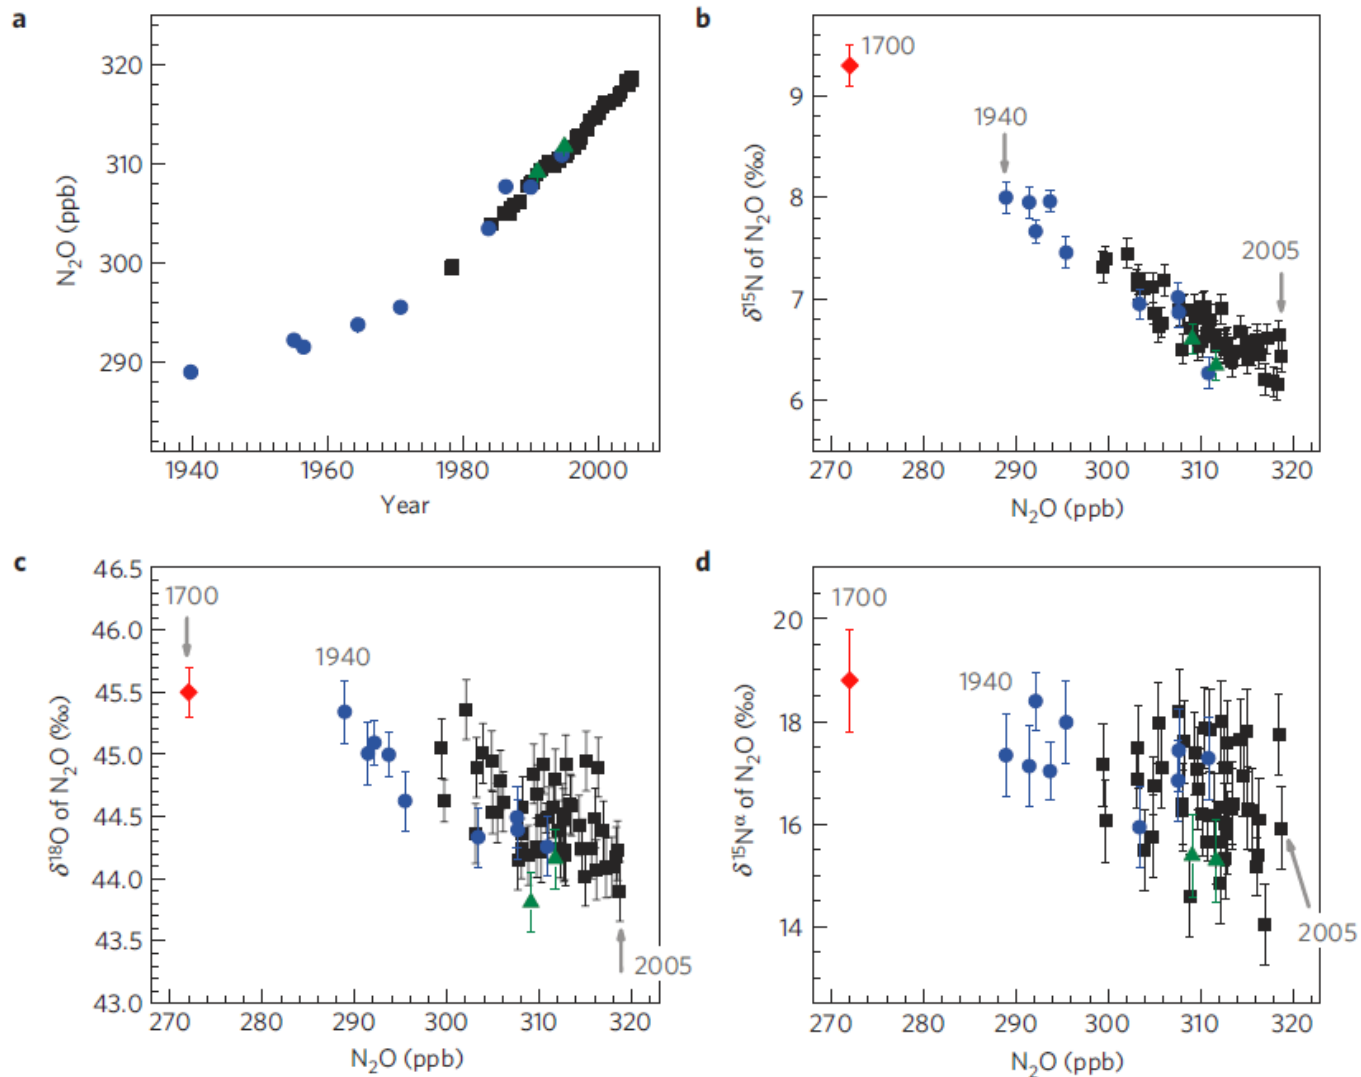 a
N₂O (ppb)
320
310
300
290
1940 1960 1980 2000
Year
b
δ¹⁵N of N₂O (‰)
9
8
7
6
1700
1940
2005
270 280 290 300 310 320
N₂O (ppb)
c
δ¹⁸O of N₂O (‰)
46.5
46.0
45.5
45.0
44.5
44.0
43.5
43.0
1700
1940
2005
270 280 290 300 310 320
N₂O (ppb)
d
δ¹⁵Nᵅ of N₂O (‰)
20
18
16
14
1700
1940
2005
270 280 290 300 310 320
N₂O (ppb)